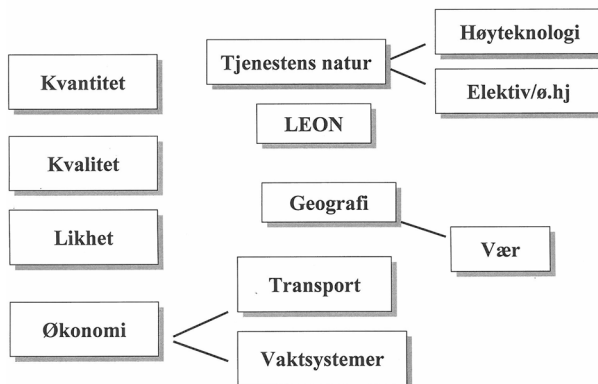 Kvantitet
Kvalitet
Likhet
Økonomi
Tjenestens natur
LEON
Geografi
Transport
Vaktsystemer
Høyteknologi
Elektiv/ø.hj
Vær